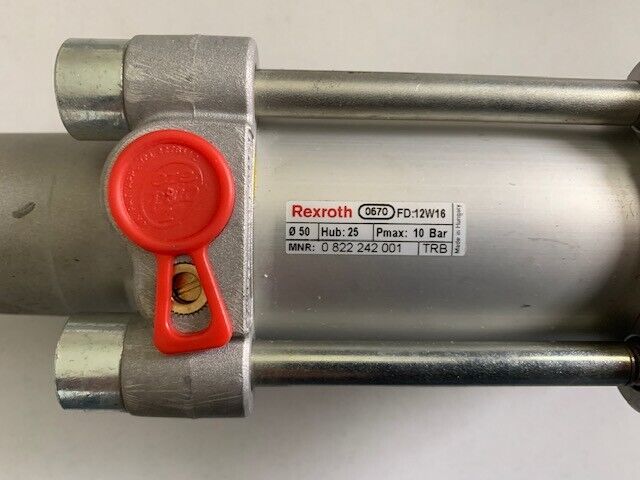 Rexroth 0670 FD:12W16
Ø 50 Hub: 25 Pmax: 10 Bar
MNR: 0 822 242 001 TRB
Made in Hungary